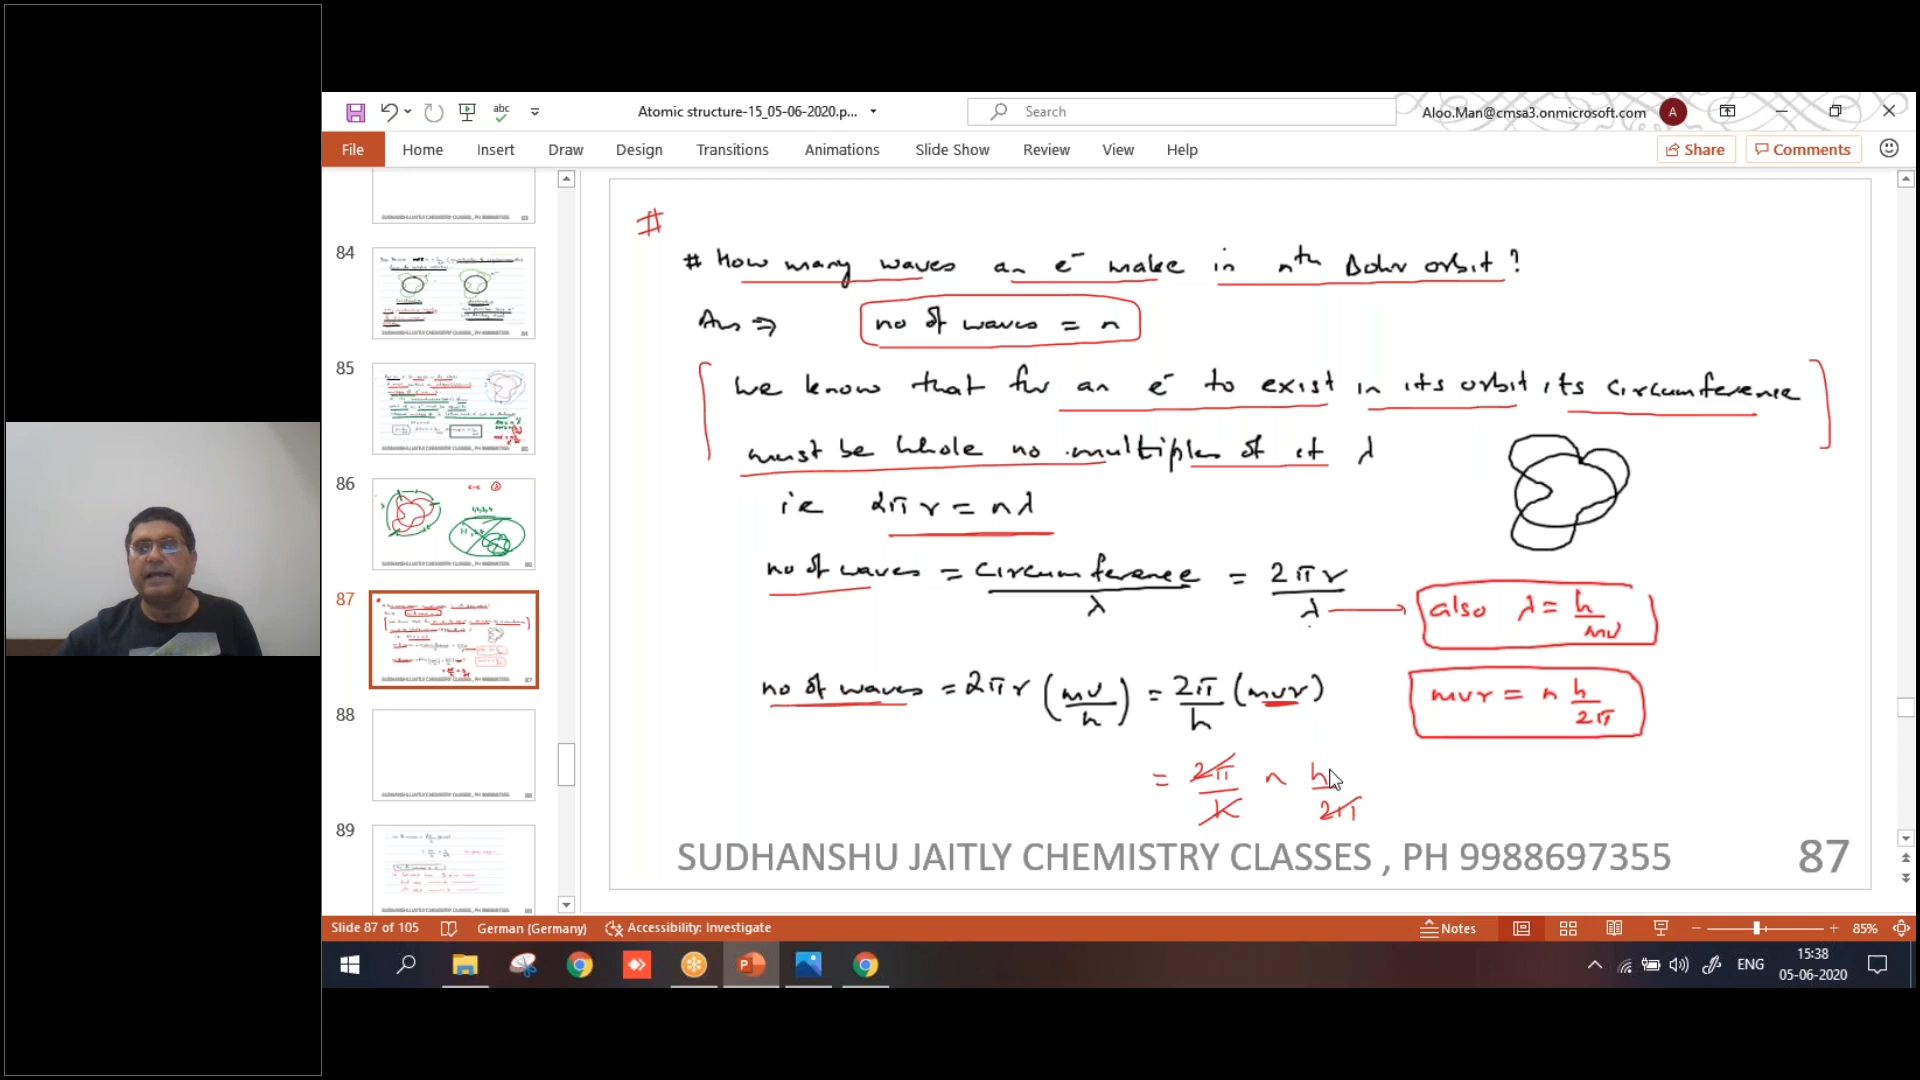 Atomic structure-15_05-06-2020.p...
Search
Aloo.Man@cmsa3.onmicrosoft.com
A
File Home Insert Draw Design Transitions Animations Slide Show Review View Help
Share Comments
84
85
86
87
88
89
#
# How many waves an e⁻ make in nth Bohr orbit ?
Ans ⇒ no of waves = n
we know that for an e⁻ to exist in its orbit its circumference
must be whole no multiples of it λ
ie 2πr = nλ
no of waves = circumference / λ = 2πr / λ → also λ = h / mv
no of waves = 2πr (mv / h) = 2π / h (mvr)
mvr = n h / 2π
= 2π / h n h / 2π
SUDHANSHU JAITLY CHEMISTRY CLASSES , PH 9988697355 87
Slide 87 of 105 German (Germany) Accessibility: Investigate Notes 85%
ENG
15:38
05-06-2020